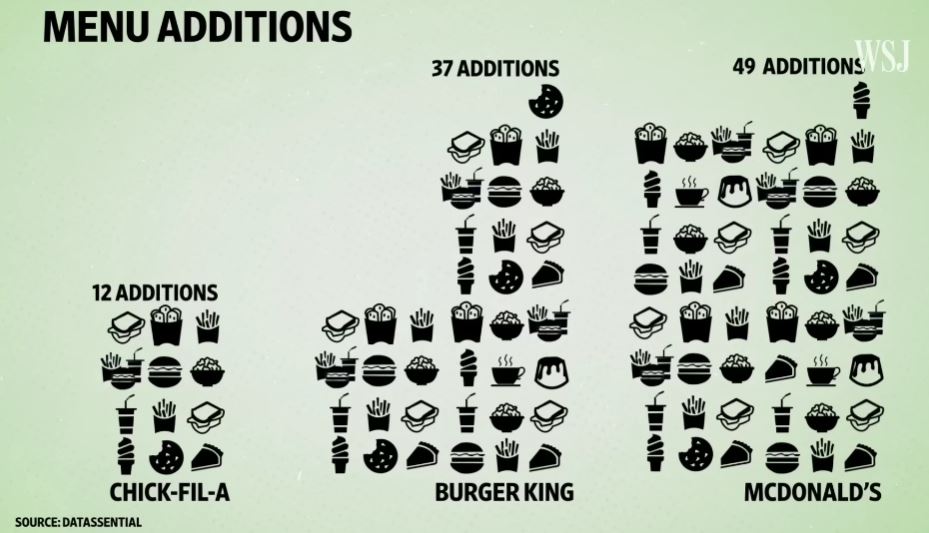 MENU ADDITIONS
WSJ
37 ADDITIONS
49 ADDITIONS
12 ADDITIONS
CHICK-FIL-A
BURGER KING
MCDONALD'S
SOURCE: DATASSENTIAL